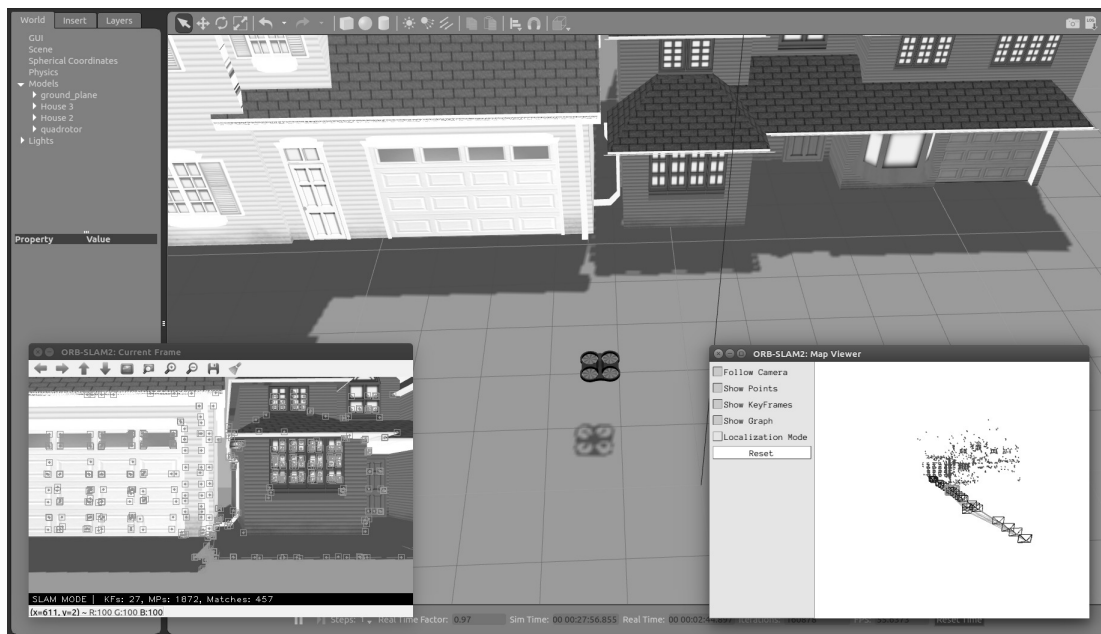 World Insert Layers
GUI
Scene
Spherical Coordinates
Physics
Models
ground_plane
House 3
House 2
quadrotor
Lights
Property Value
ORB-SLAM2: Current Frame
SLAM MODE | KFs: 27, MPs: 1872, Matches: 457
(x=611, y=2) ~ R:100 G:100 B:100
ORB-SLAM2: Map Viewer
Follow Camera
Show Points
Show KeyFrames
Show Graph
Localization Mode
Reset
Steps: 1 Real Time Factor: 0.97 Sim Time: 00 00:27:56.855 Real Time: Reset Time